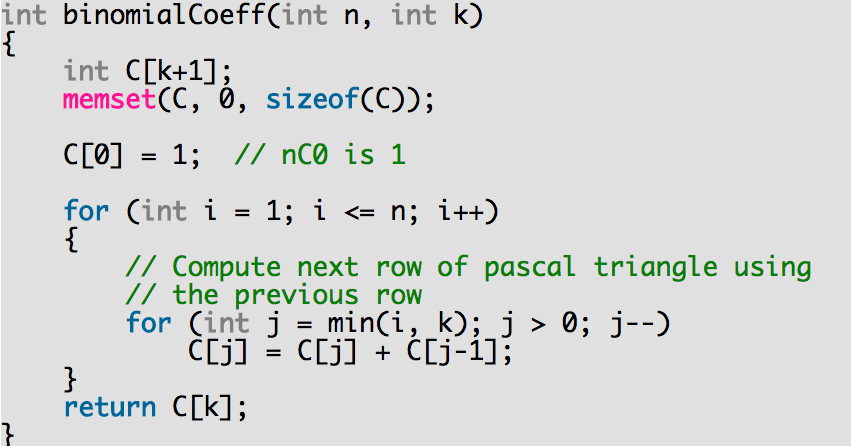 int binomialCoeff(int n, int k)
{
    int C[k+1];
    memset(C, 0, sizeof(C));

    C[0] = 1;  // nC0 is 1

    for (int i = 1; i <= n; i++)
    {
        // Compute next row of pascal triangle using
        // the previous row
        for (int j = min(i, k); j > 0; j--)
            C[j] = C[j] + C[j-1];
    }
    return C[k];
}